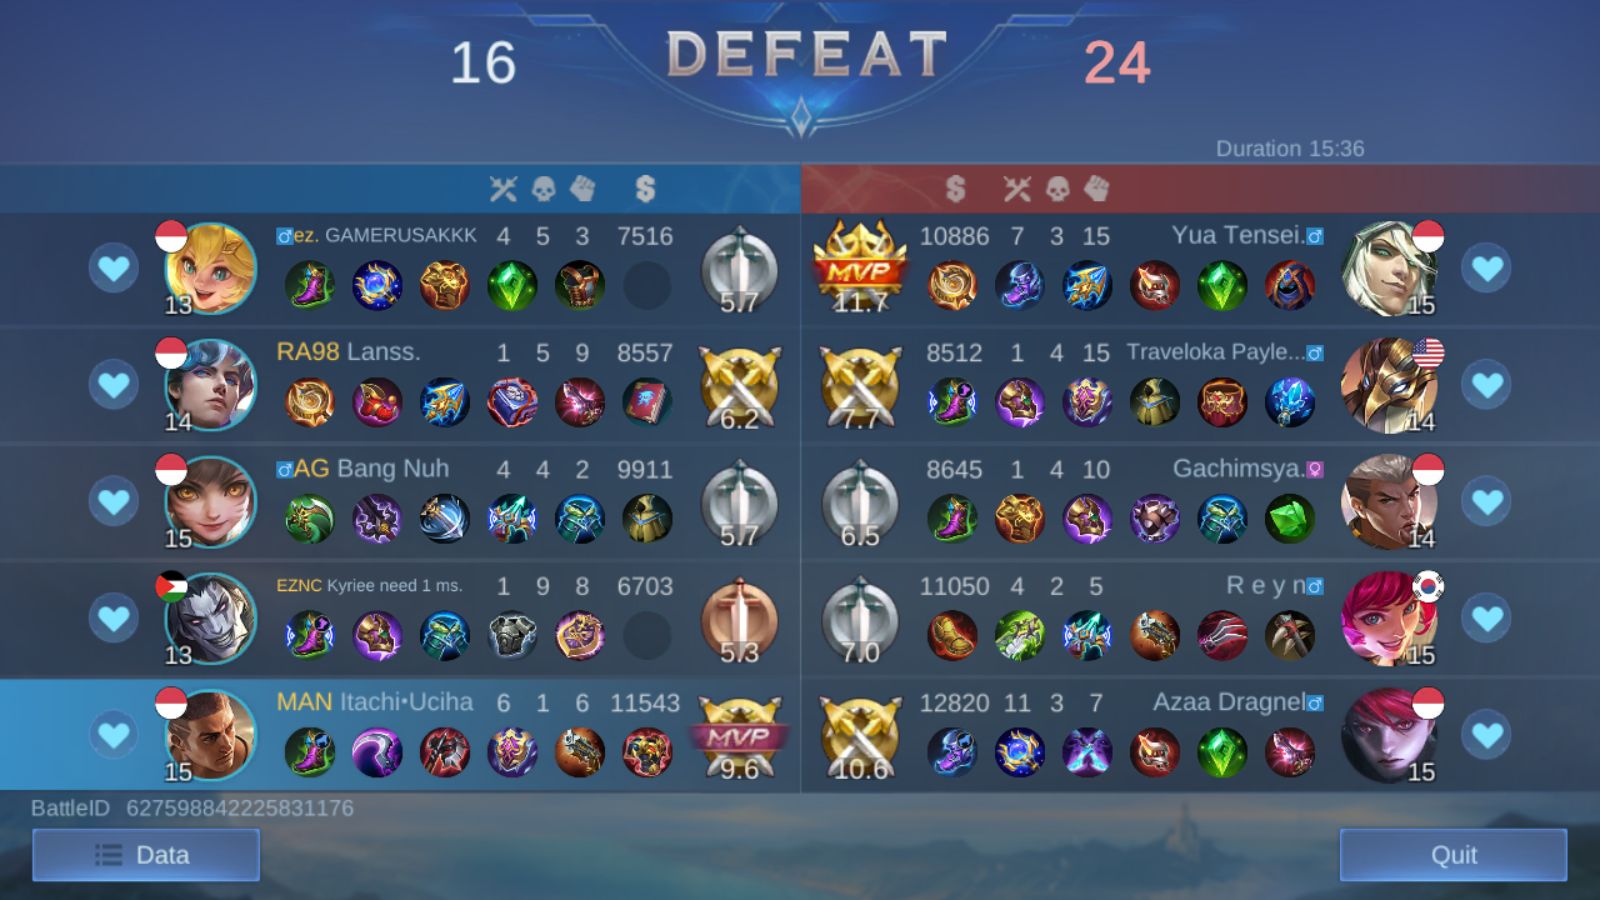 16 DEFEAT 24
Duration 15:36
ez. GAMERUSAKKK 4 5 3 7516
13 5.7
MVP 10886 7 3 15 Yua Tensei.
11.7 15
RA98 Lanss. 1 5 9 8557
14 6.2
8512 1 4 15 Traveloka Payle...
7.7 14
AG Bang Nuh 4 4 2 9911
15 5.7
8645 1 4 10 Gachimsya.
6.5 14
EZNC Kyriee need 1 ms. 1 9 8 6703
13 5.3
11050 4 2 5 R e y n
7.0 15
MAN Itachi•Uciha 6 1 6 11543 MVP
15 9.6
12820 11 3 7 Azaa Dragnel
10.6 15
BattleID 627598842225831176
Data Quit